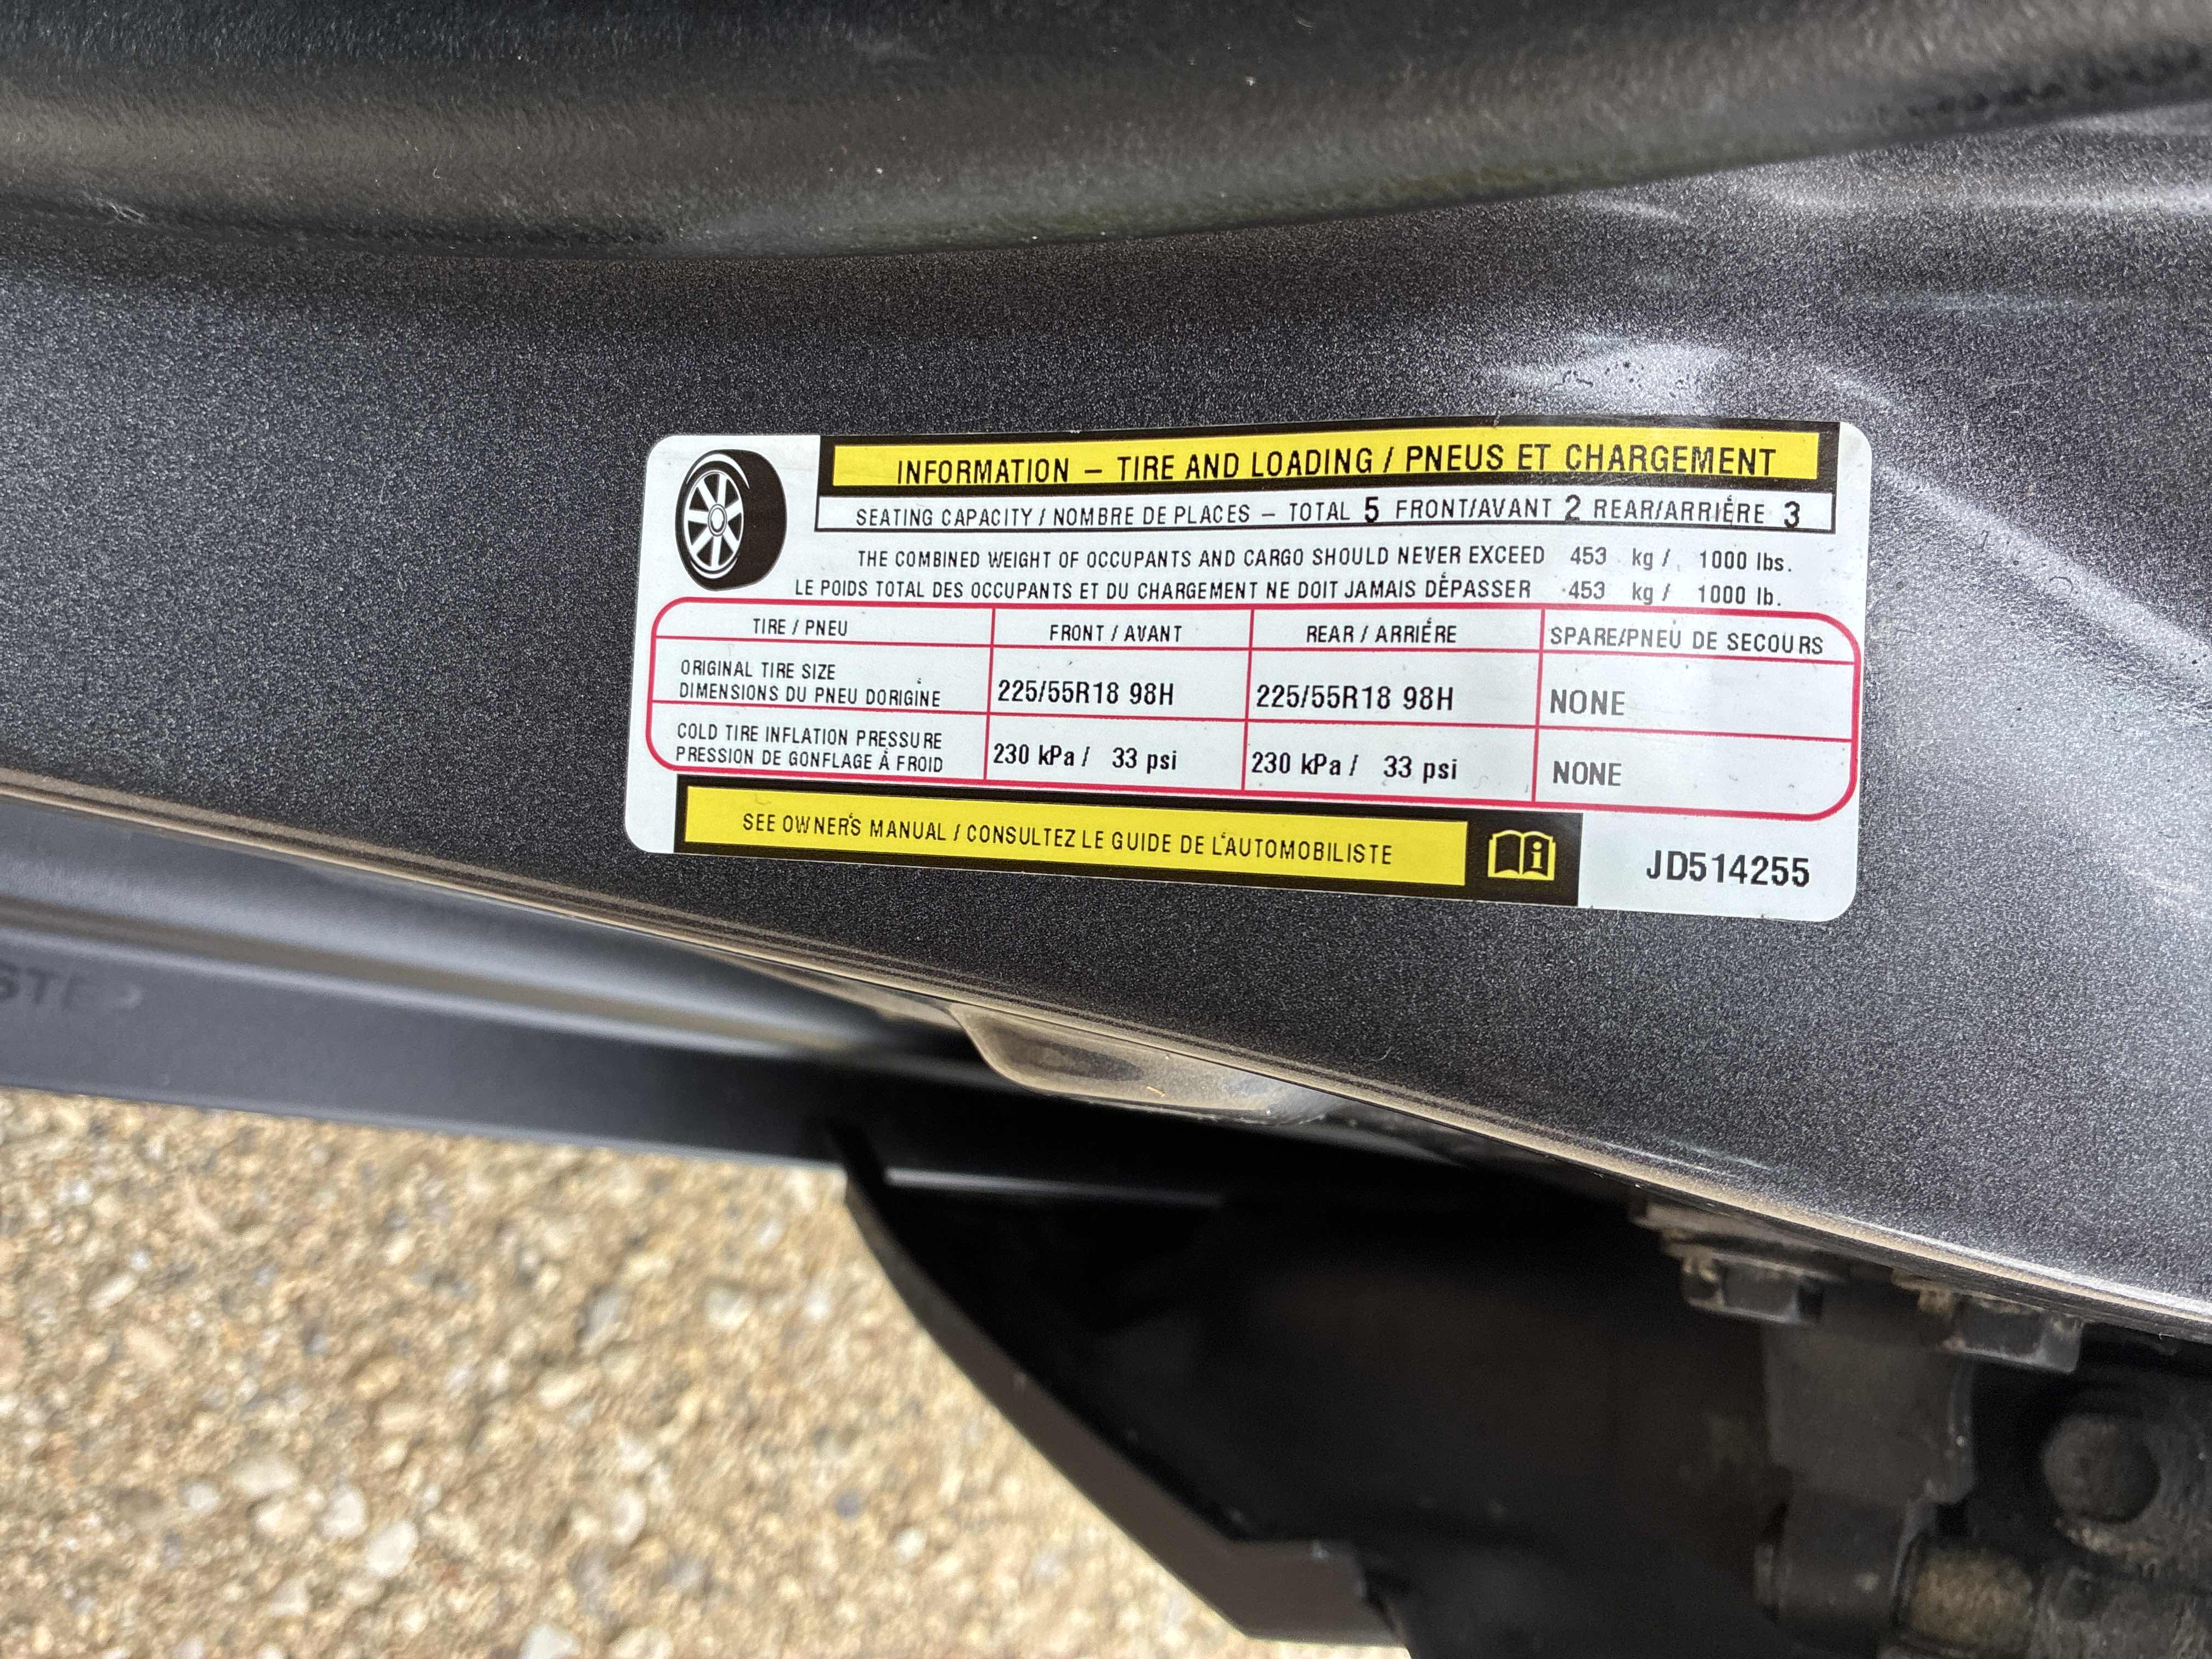 INFORMATION – TIRE AND LOADING / PNEUS ET CHARGEMENT
SEATING CAPACITY / NOMBRE DE PLACES – TOTAL 5 FRONT/AVANT 2 REAR/ARRIÉRE 3
THE COMBINED WEIGHT OF OCCUPANTS AND CARGO SHOULD NEVER EXCEED 453 kg / 1000 lbs.
LE POIDS TOTAL DES OCCUPANTS ET DU CHARGEMENT NE DOIT JAMAIS DÉPASSER 453 kg / 1000 lb.
TIRE / PNEU FRONT / AVANT REAR / ARRIÉRE SPARE/PNEU DE SECOURS
ORIGINAL TIRE SIZE
DIMENSIONS DU PNEU D'ORIGINE 225/55R18 98H 225/55R18 98H NONE
COLD TIRE INFLATION PRESSURE
PRESSION DE GONFLAGE Á FROID 230 kPa / 33 psi 230 kPa / 33 psi NONE
SEE OWNER'S MANUAL / CONSULTEZ LE GUIDE DE L'AUTOMOBILISTE
JD514255